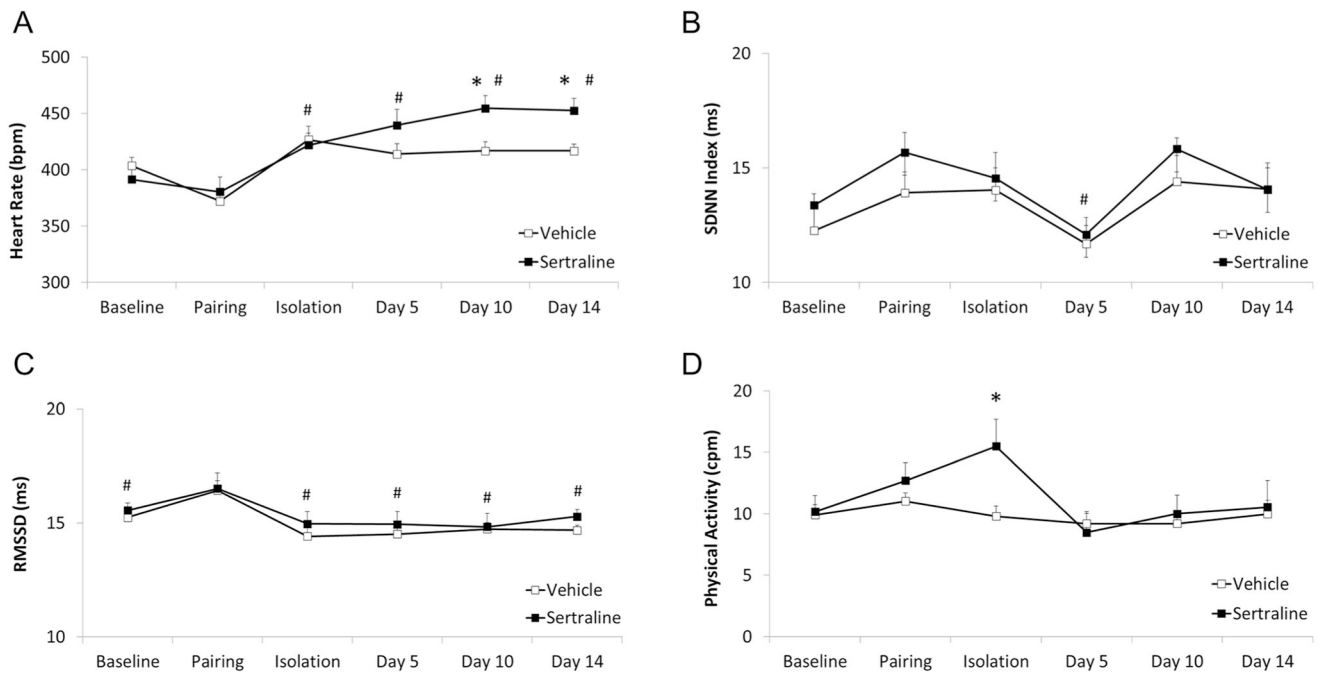 A
Heart Rate (bpm)
500
450
400
350
300
# # * # * #
Vehicle
Sertraline
Baseline Pairing Isolation Day 5 Day 10 Day 14
B
SDNN Index (ms)
20
15
10
#
Vehicle
Sertraline
Baseline Pairing Isolation Day 5 Day 10 Day 14
C
RMSSD (ms)
20
15
10
# # # # #
Vehicle
Sertraline
Baseline Pairing Isolation Day 5 Day 10 Day 14
D
Physical Activity (cpm)
20
15
10
5
0
*
Vehicle
Sertraline
Baseline Pairing Isolation Day 5 Day 10 Day 14